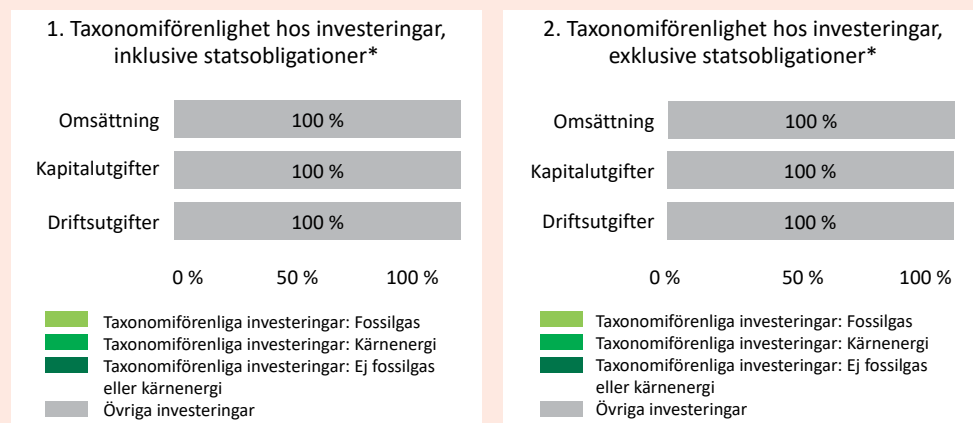 1. Taxonomiförenlighet hos investeringar,
inklusive statsobligationer*
Omsättning 100 %
Kapitalutgifter 100 %
Driftsutgifter 100 %
0 % 50 % 100 %
Taxonomiförenliga investeringar: Fossilgas
Taxonomiförenliga investeringar: Kärnenergi
Taxonomiförenliga investeringar: Ej fossilgas
eller kärnenergi
Övriga investeringar
2. Taxonomiförenlighet hos investeringar,
exklusive statsobligationer*
Omsättning 100 %
Kapitalutgifter 100 %
Driftsutgifter 100 %
0 % 50 % 100 %
Taxonomiförenliga investeringar: Fossilgas
Taxonomiförenliga investeringar: Kärnenergi
Taxonomiförenliga investeringar: Ej fossilgas
eller kärnenergi
Övriga investeringar